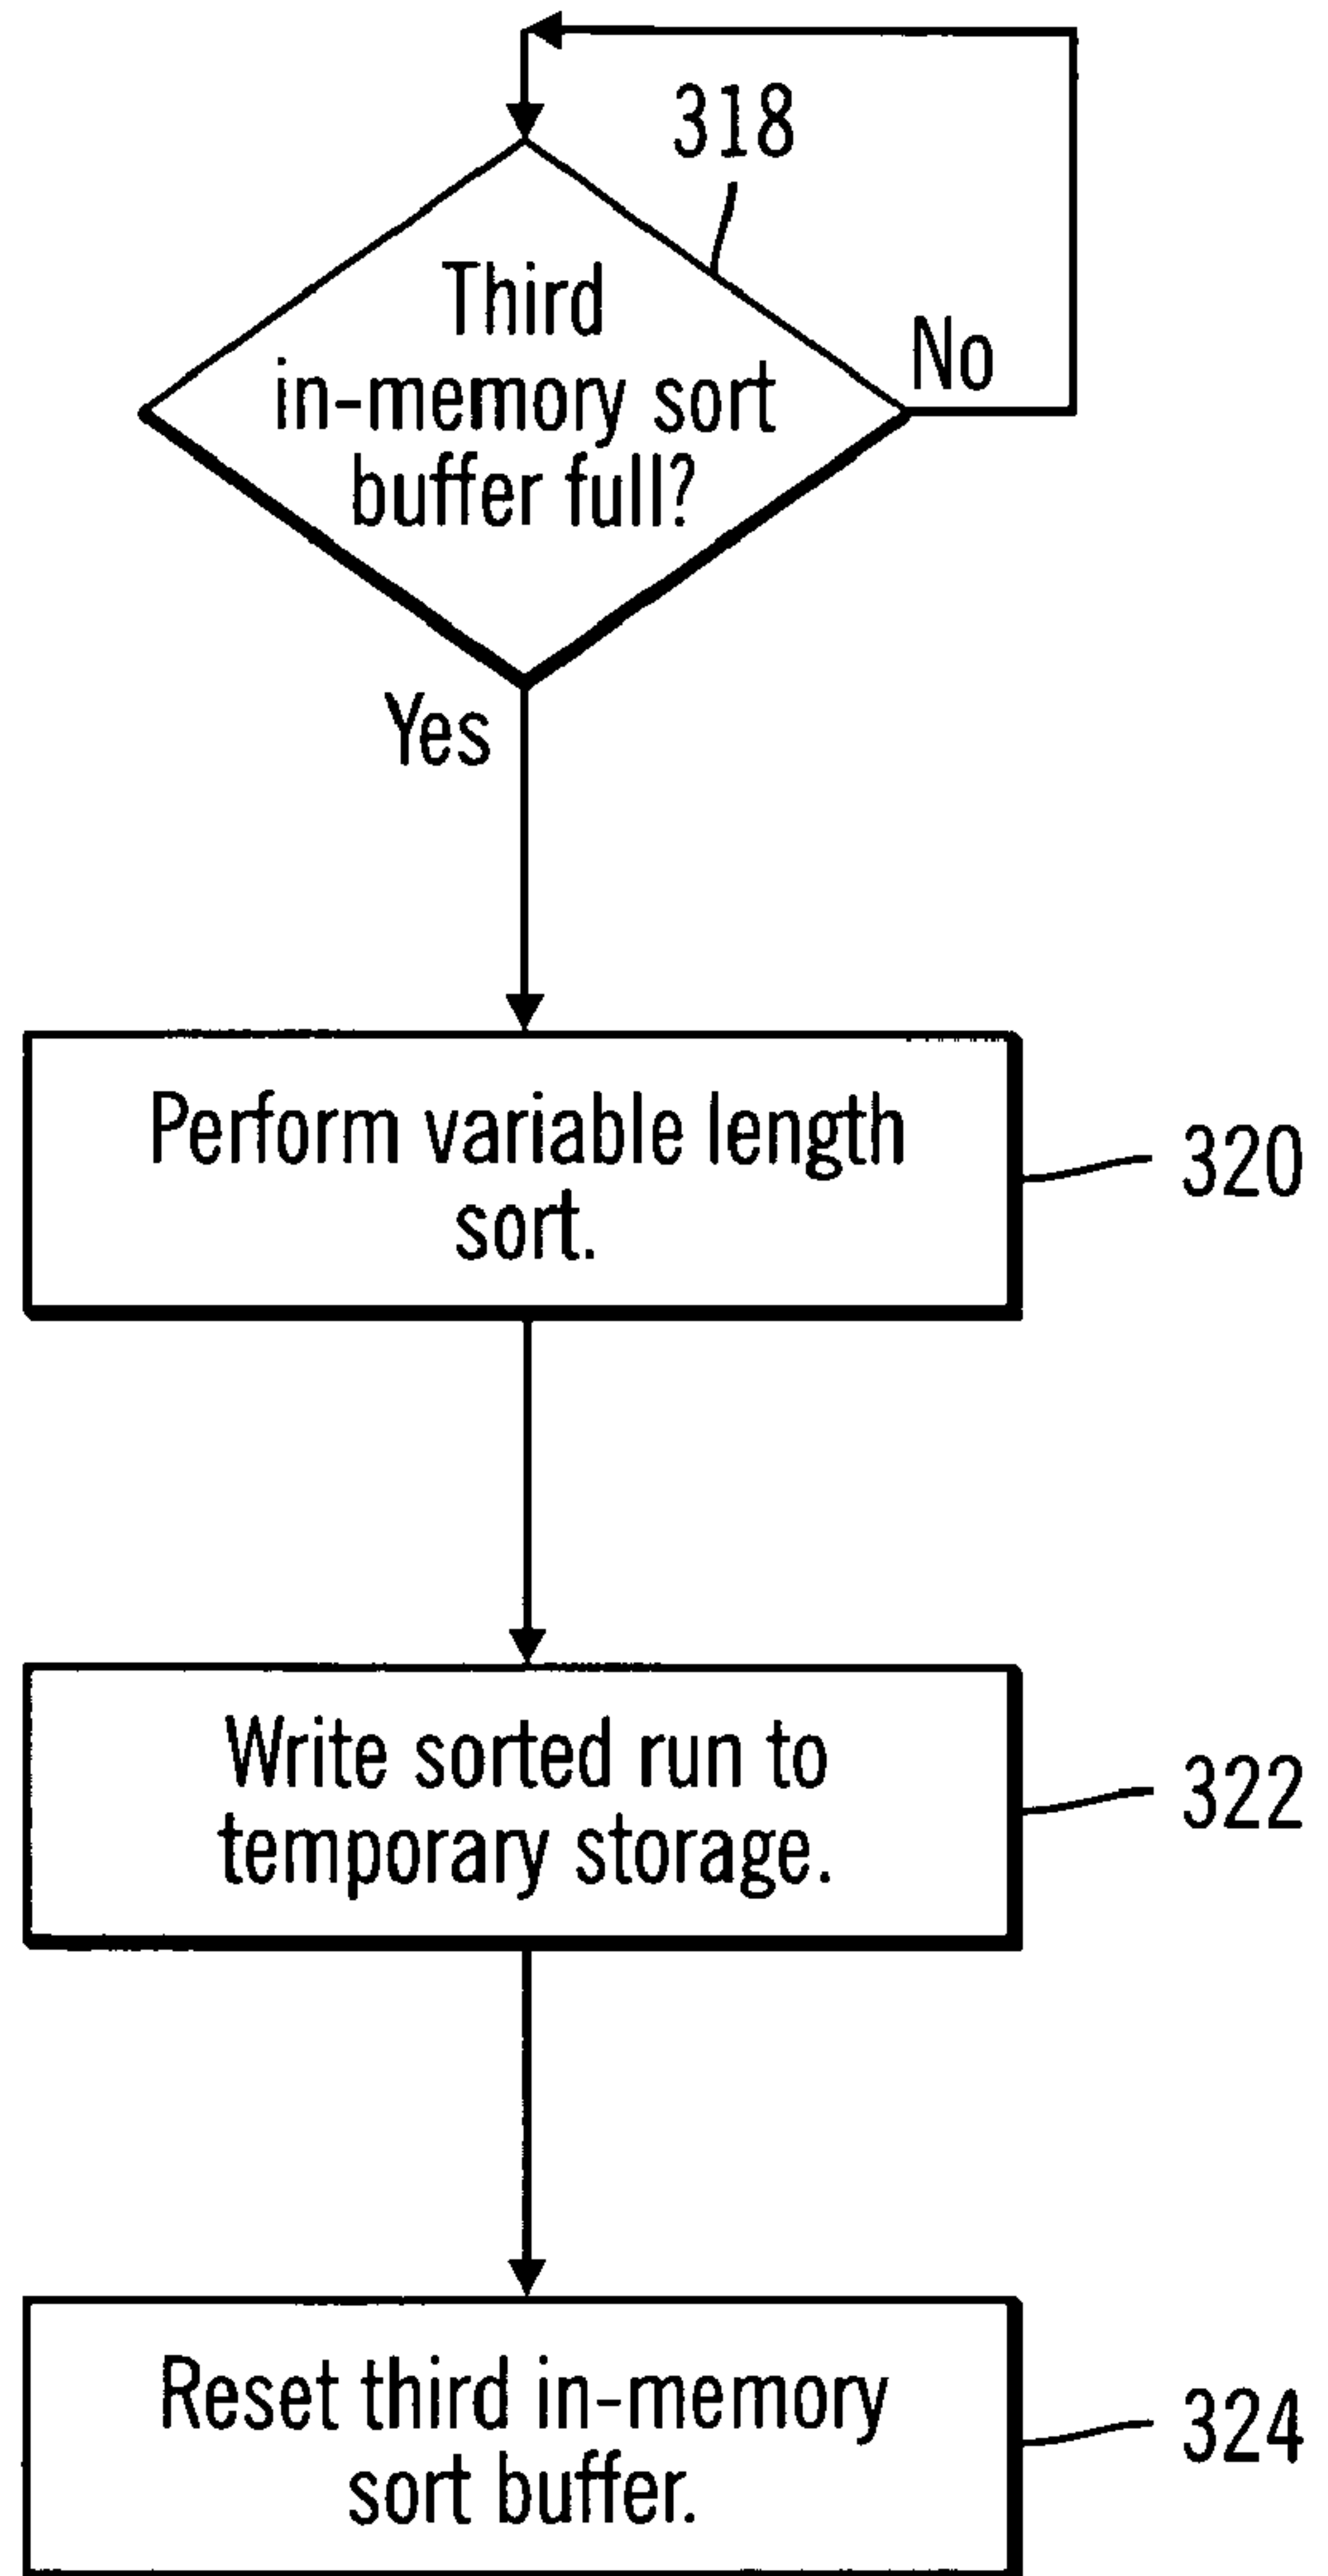 318
Third
in-memory sort
buffer full?
No
Yes
Perform variable length
sort.
320
Write sorted run to
temporary storage.
322
Reset third in-memory
sort buffer.
324